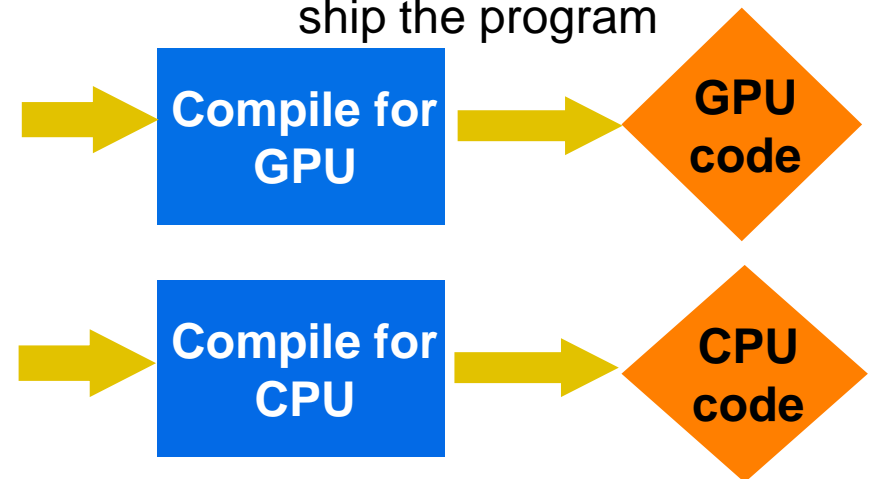 ship the program
Compile for
GPU
GPU
code
Compile for
CPU
CPU
code